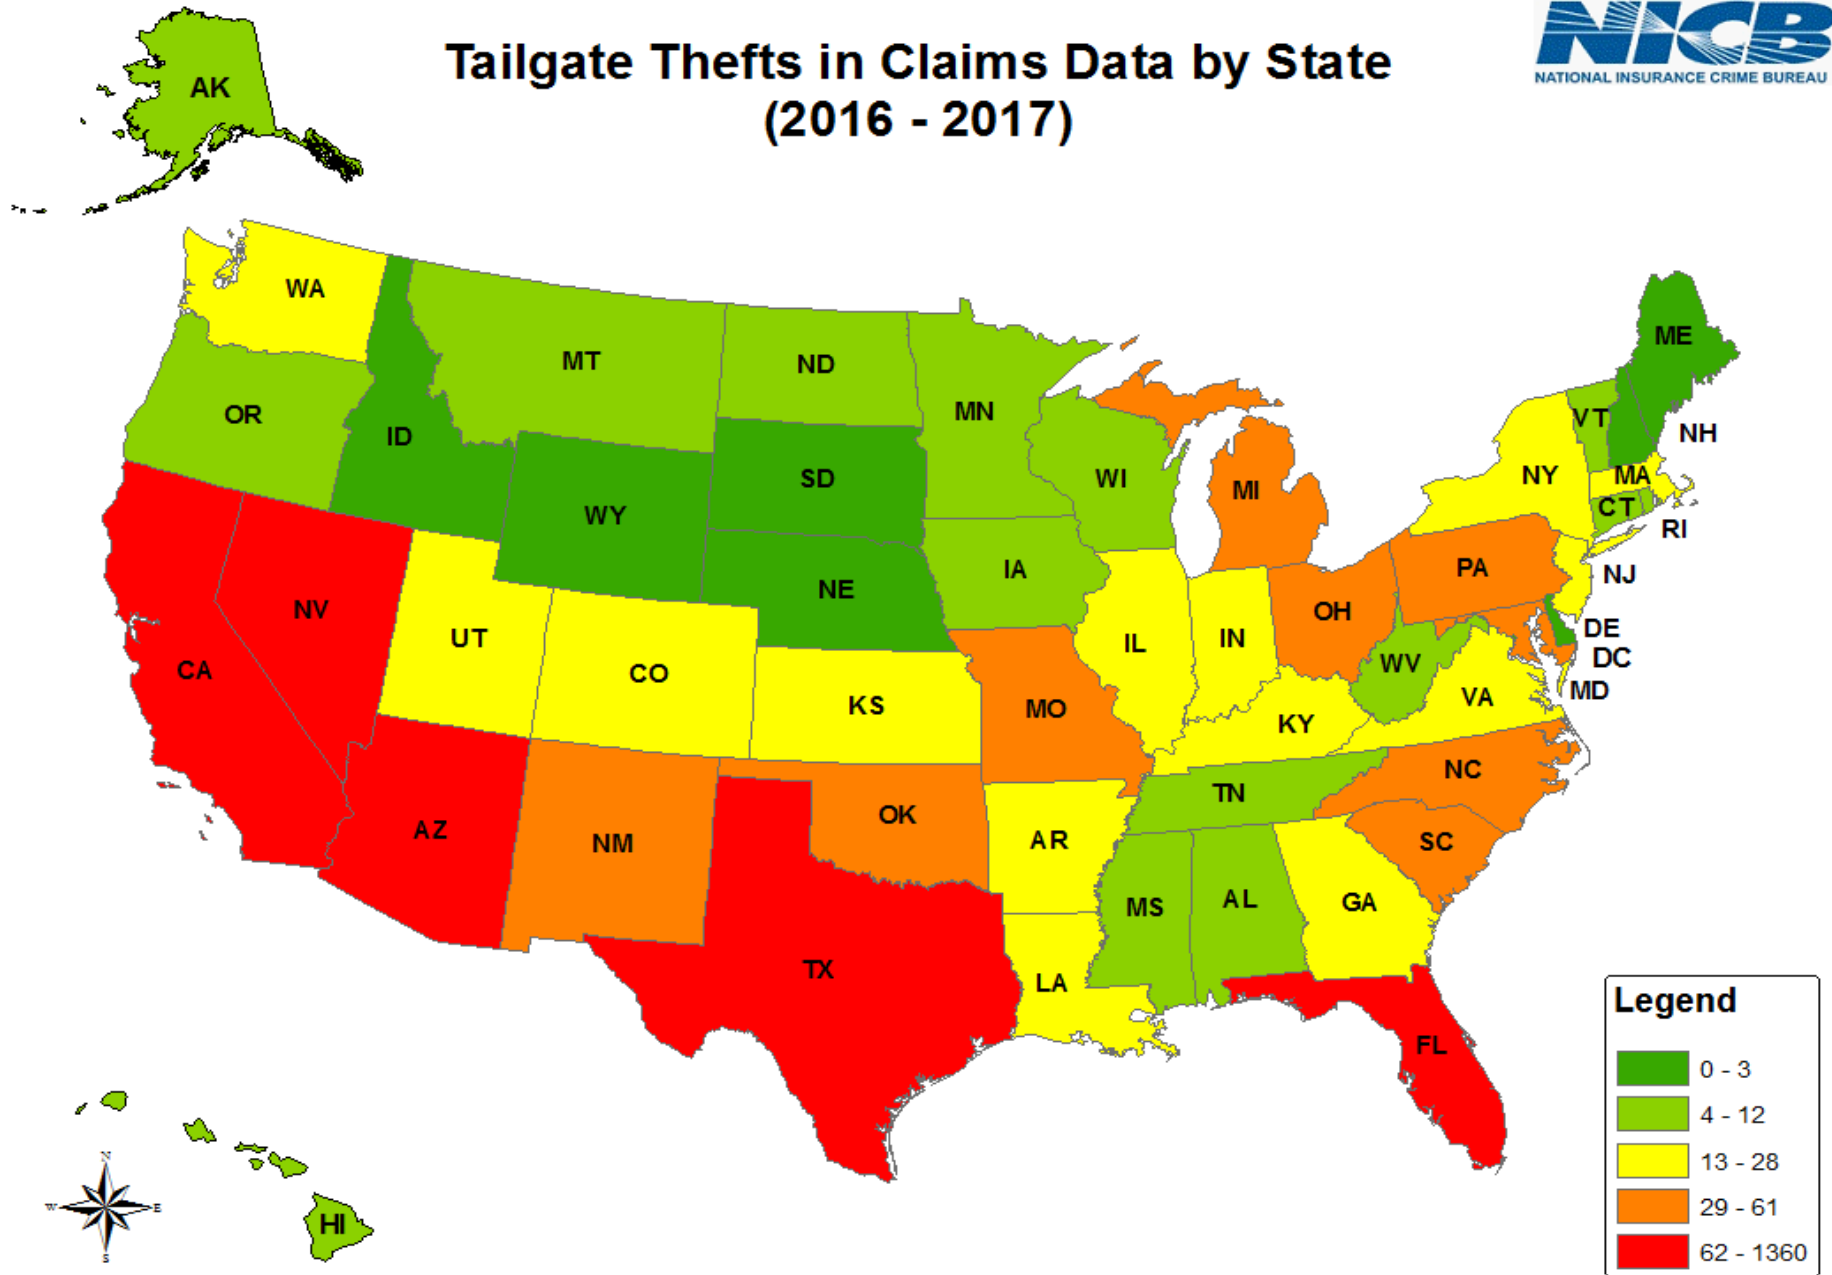 AK
Tailgate Thefts in Claims Data by State
(2016 - 2017)
NICB
NATIONAL INSURANCE CRIME BUREAU
WA
MT
ND
MN
OR
ID
SD
WY
WI
MI
ME
VT
NH
NY
MA
CT
RI
IA
NE
PA
NJ
NV
UT
CO
KS
MO
IL
IN
OH
WV
VA
DE
DC
MD
CA
KY
AZ
NM
OK
AR
TN
NC
SC
MS
AL
GA
TX
LA
FL
HI
N
W
E
S
Legend
0 - 3
4 - 12
13 - 28
29 - 61
62 - 1360